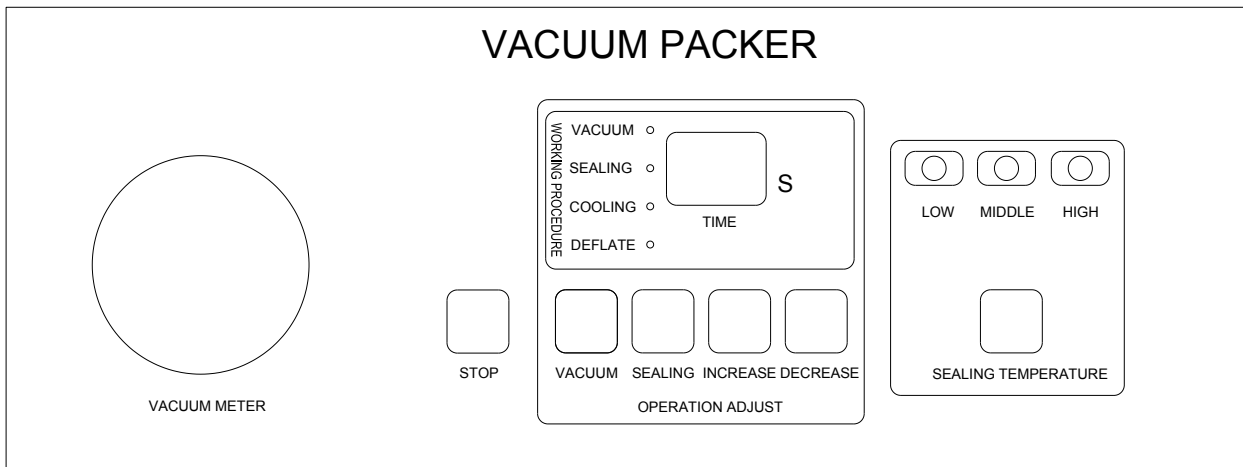 VACUUM PACKER
WORKING PROCEDURE
VACUUM
SEALING
COOLING
DEFLATE
S
TIME
LOW MIDDLE HIGH
STOP
VACUUM SEALING INCREASE DECREASE
OPERATION ADJUST
SEALING TEMPERATURE
VACUUM METER